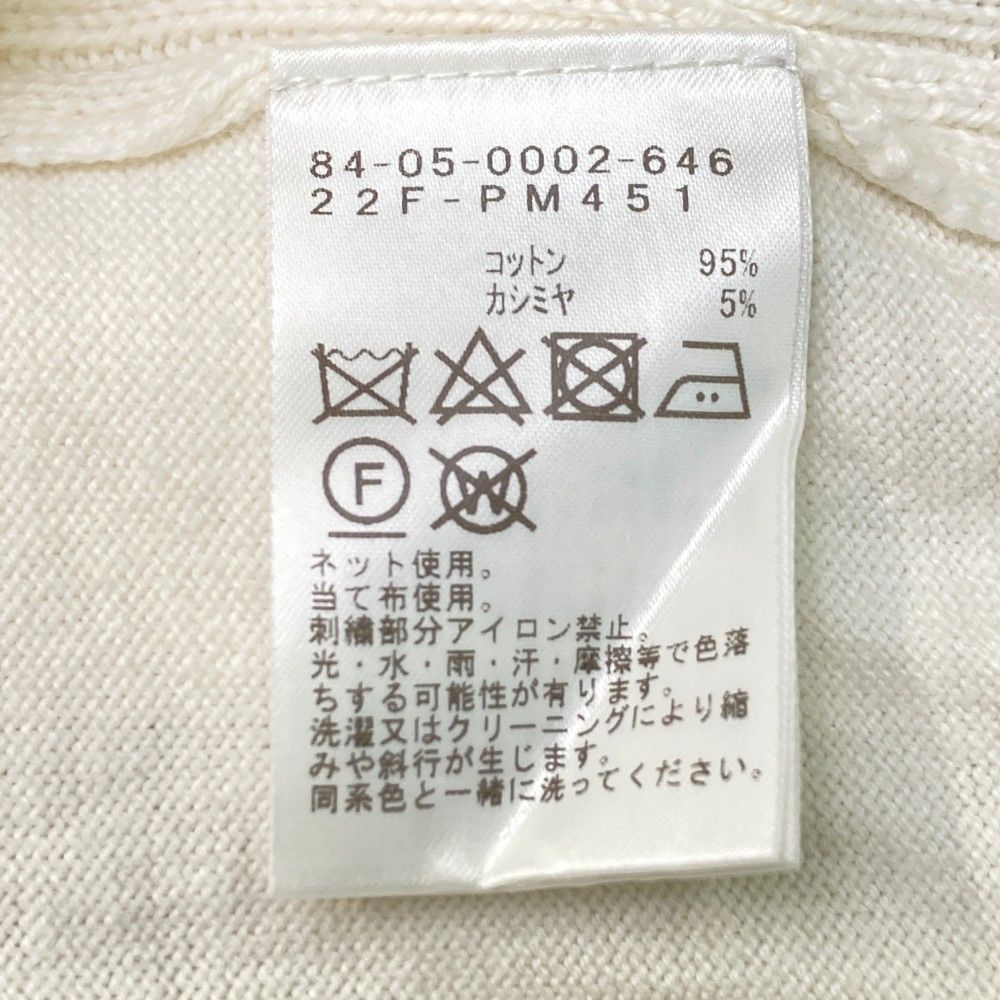 84-05-0002-646
22F-PM451
コットン 95%
カシミヤ 5%
F W
ネット使用。
当て布使用。
刺繍部分アイロン禁止。
光・水・雨・汗・摩擦等で色落
ちする可能性が有ります。
洗濯又はクリーニングにより縮
みや斜行が生じます。
同系色と一緒に洗ってください。